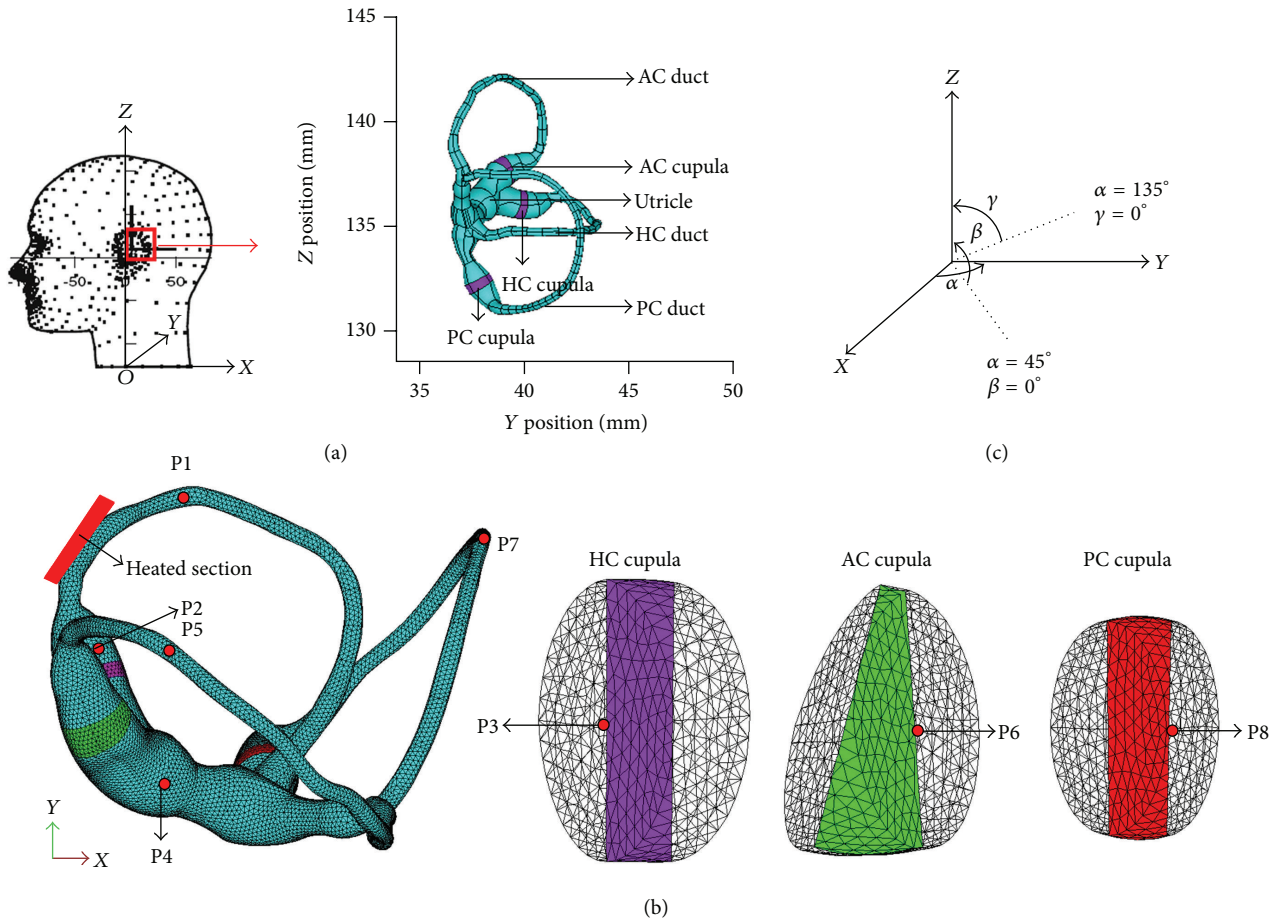 Z
-50
0
50
Y
X
O
145
140
135
130
Z position (mm)
35
40
45
50
Y position (mm)
AC duct
AC cupula
Utricle
HC duct
HC cupula
PC duct
PC cupula
(a)
Z
Y
X
γ
β
α
α = 135°
γ = 0°
α = 45°
β = 0°
(c)
P1
Heated section
P2
P5
P7
P4
Y
X
HC cupula
AC cupula
PC cupula
P3
P6
P8
(b)